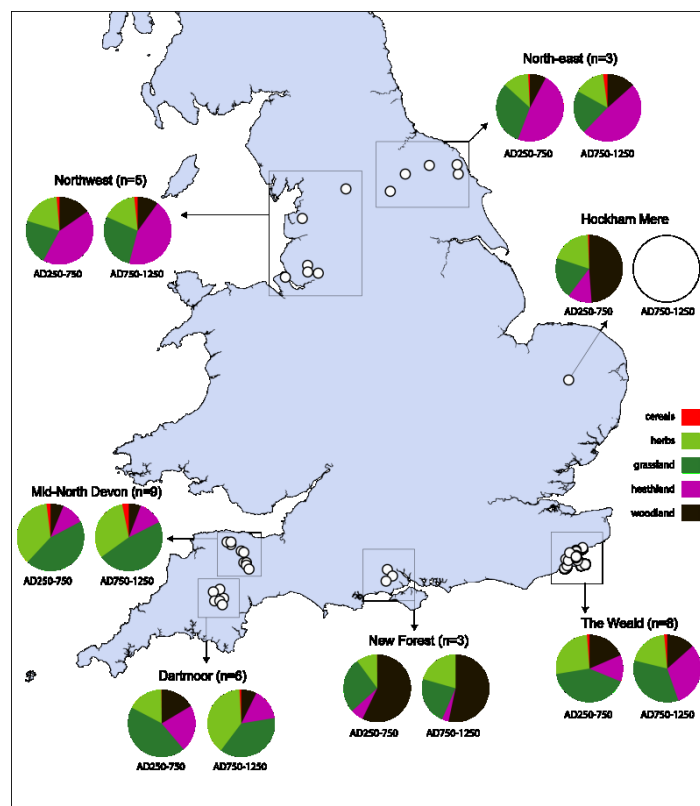 North-east (n=3)
AD250-750 AD750-1250
Northwest (n=5)
AD250-750 AD750-1250
Hockham Mere
AD250-750 AD750-1250
cereals
herbs
grassland
heathland
woodland
Mid-North Devon (n=9)
AD250-750 AD750-1250
The Weald (n=8)
AD250-750 AD750-1250
New Forest (n=3)
AD250-750 AD750-1250
Dartmoor (n=6)
AD250-750 AD750-1250